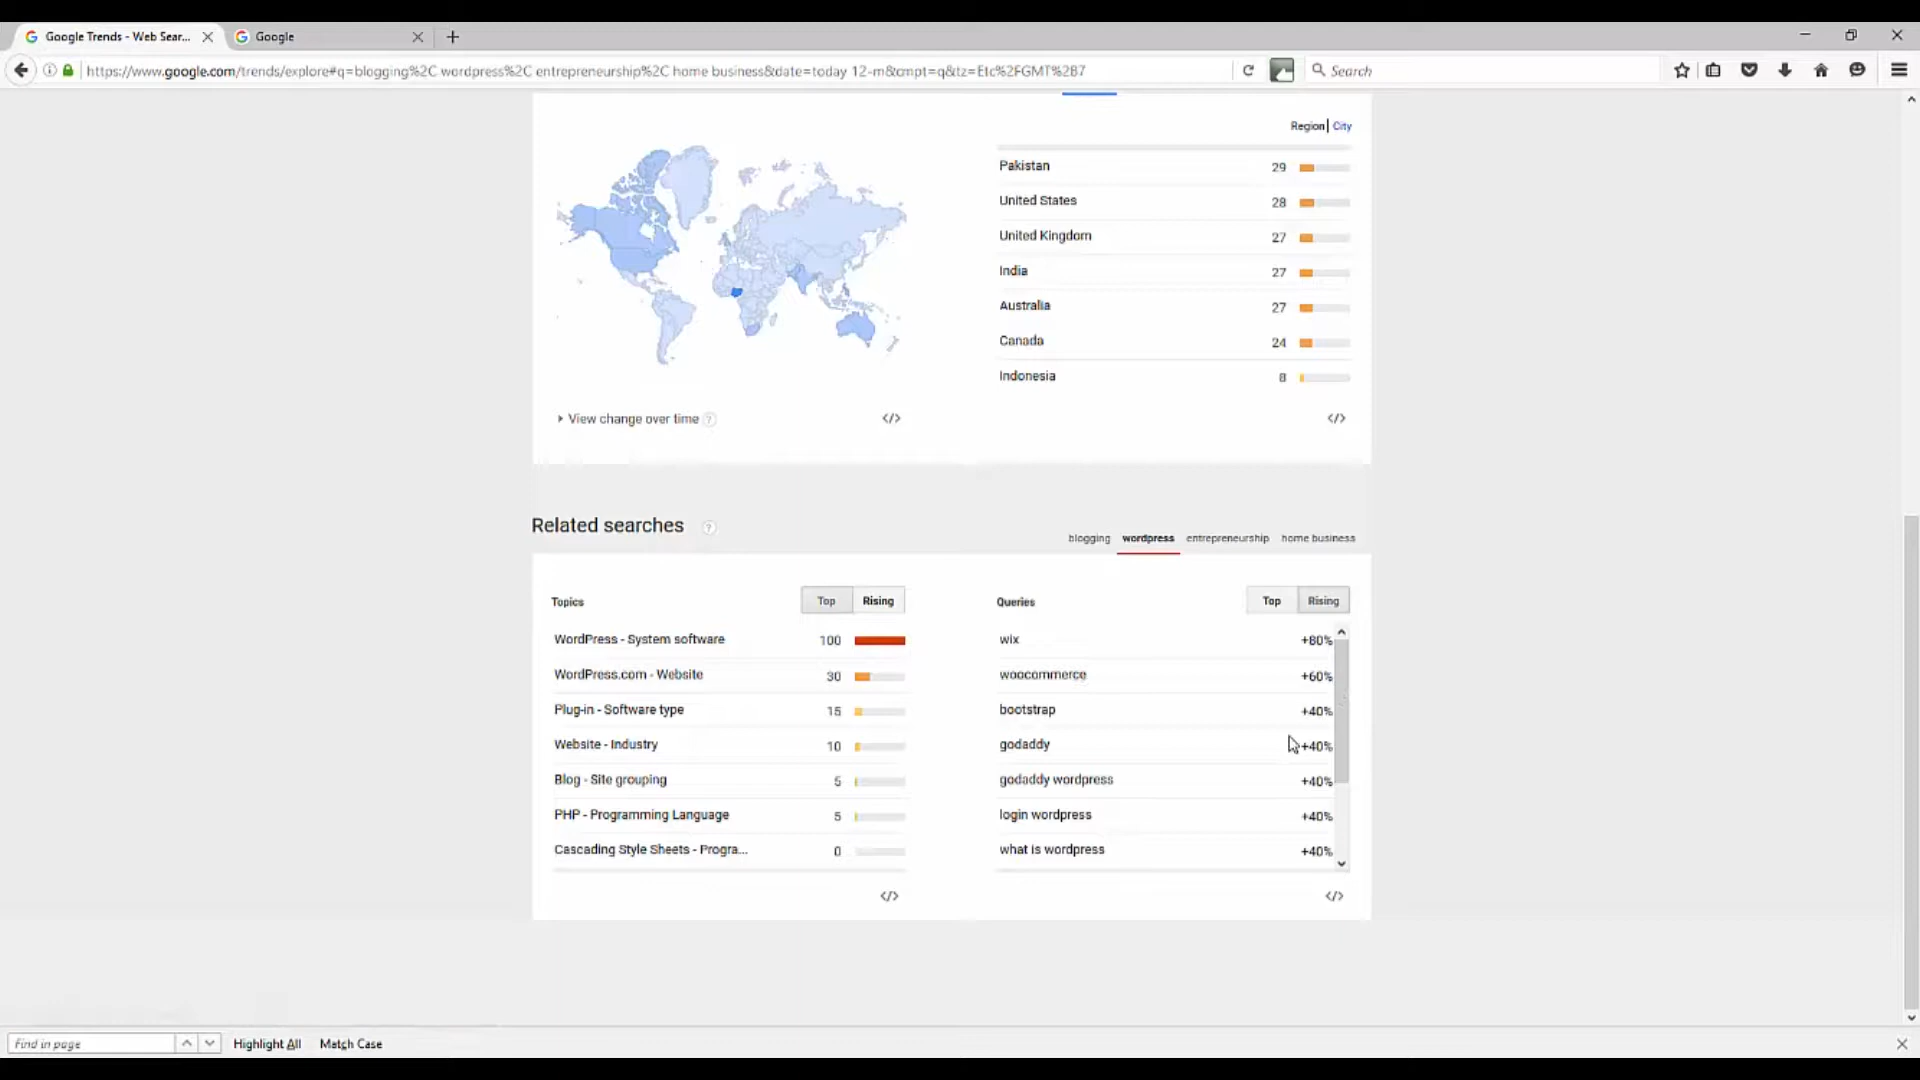 Google Trends - Web Sear...
Google
https://www.google.com/trends/explore#q=blogging%2C wordpress%2C entrepreneurship%2C home business&date=today 12-m&cmpt=q&tz=Etc%2FGMT%2B7
Search
Region | City
Pakistan 29
United States 28
United Kingdom 27
India 27
Australia 27
Canada 24
Indonesia 8
View change over time ?
</>
</>
Related searches ?
blogging wordpress entrepreneurship home business
Topics Top Rising
WordPress - System software 100
WordPress.com - Website 30
Plug-in - Software type 15
Website - Industry 10
Blog - Site grouping 5
PHP - Programming Language 5
Cascading Style Sheets - Progra... 0
</>
Queries Top Rising
wix +80%
woocommerce +60%
bootstrap +40%
godaddy +40%
godaddy wordpress +40%
login wordpress +40%
what is wordpress +40%
</>
Find in page Highlight All Match Case